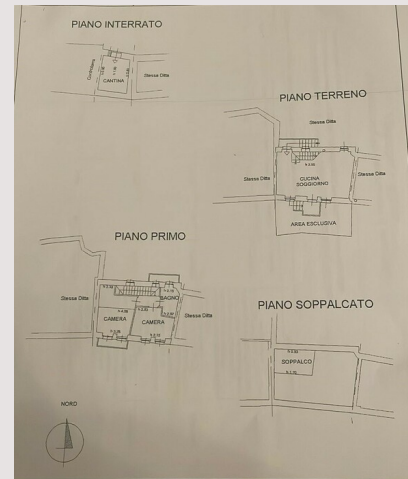 PIANO INTERRATO
CANTINA
Stessa Ditta
PIANO TERRENO
Stessa Ditta
Stessa Ditta
CUCINA
SOGGIORNO
Stessa Ditta
AREA ESCLUSIVA
PIANO PRIMO
Stessa Ditta
BAGNO
CAMERA
CAMERA
Stessa Ditta
PIANO SOPPALCATO
SOPPALCO
NORD